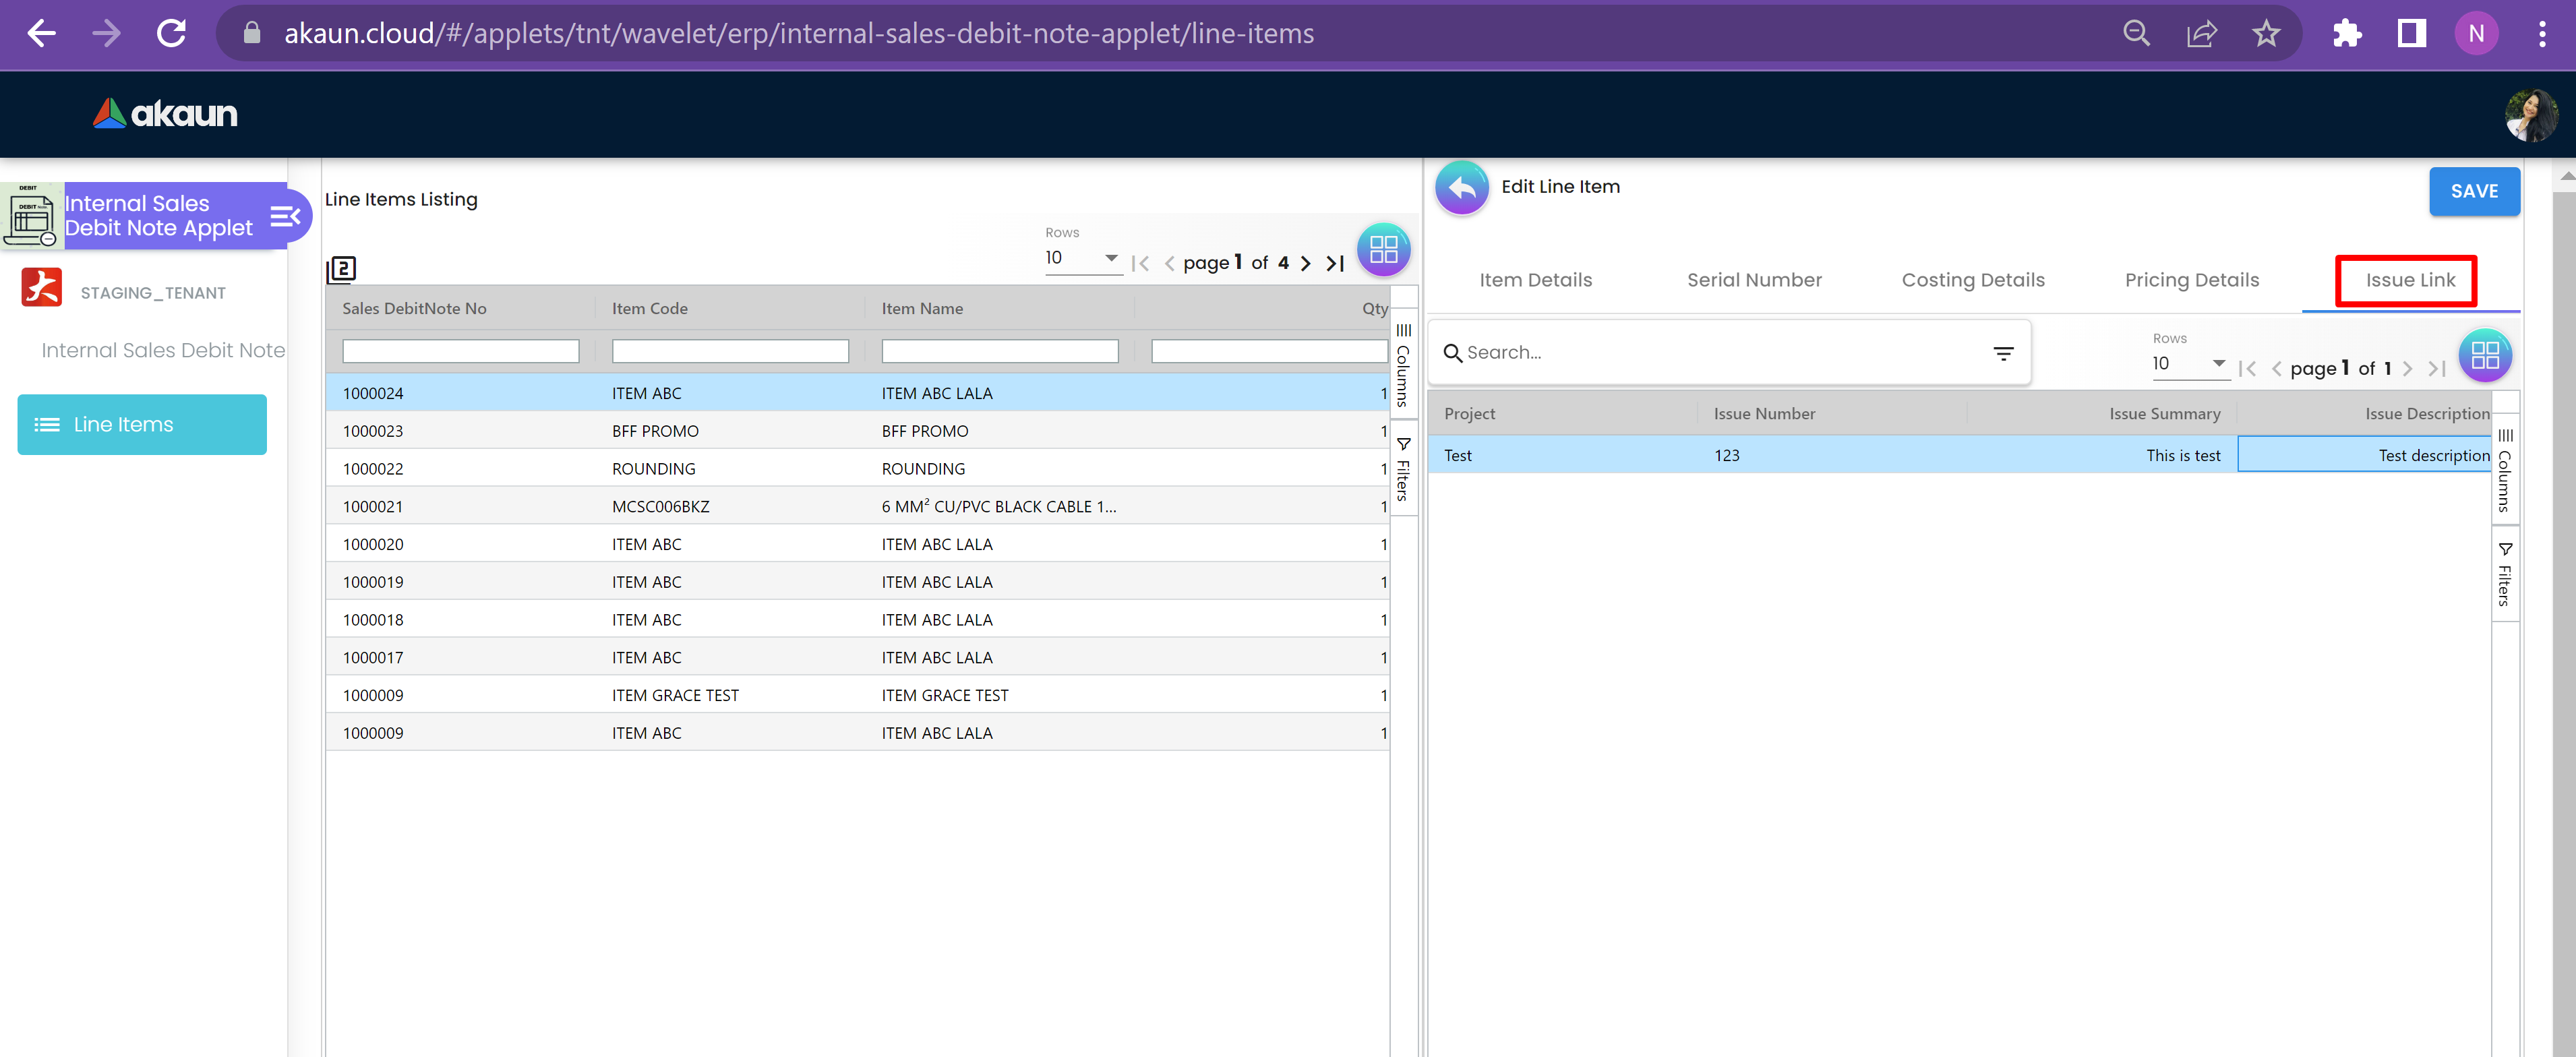 akaun.cloud/#/applets/tnt/wavelet/erp/internal-sales-debit-note-applet/line-items
N
akaun
DEBIT
DEBIT Note
Internal Sales
Debit Note Applet
STAGING_TENANT
Internal Sales Debit Note
Line Items
Line Items Listing
2
Rows
10
page 1 of 4
Sales DebitNote No Item Code Item Name Qty
1000024 ITEM ABC ITEM ABC LALA 1
1000023 BFF PROMO BFF PROMO 1
1000022 ROUNDING ROUNDING 1
1000021 MCSC006BKZ 6 MM² CU/PVC BLACK CABLE 1... 1
1000020 ITEM ABC ITEM ABC LALA 1
1000019 ITEM ABC ITEM ABC LALA 1
1000018 ITEM ABC ITEM ABC LALA 1
1000017 ITEM ABC ITEM ABC LALA 1
1000009 ITEM GRACE TEST ITEM GRACE TEST 1
1000009 ITEM ABC ITEM ABC LALA 1
Columns
Filters
Edit Line Item
SAVE
Item Details Serial Number Costing Details Pricing Details Issue Link
Search...
Rows
10
page 1 of 1
Project Issue Number Issue Summary Issue Description
Test 123 This is test Test description
Columns
Filters